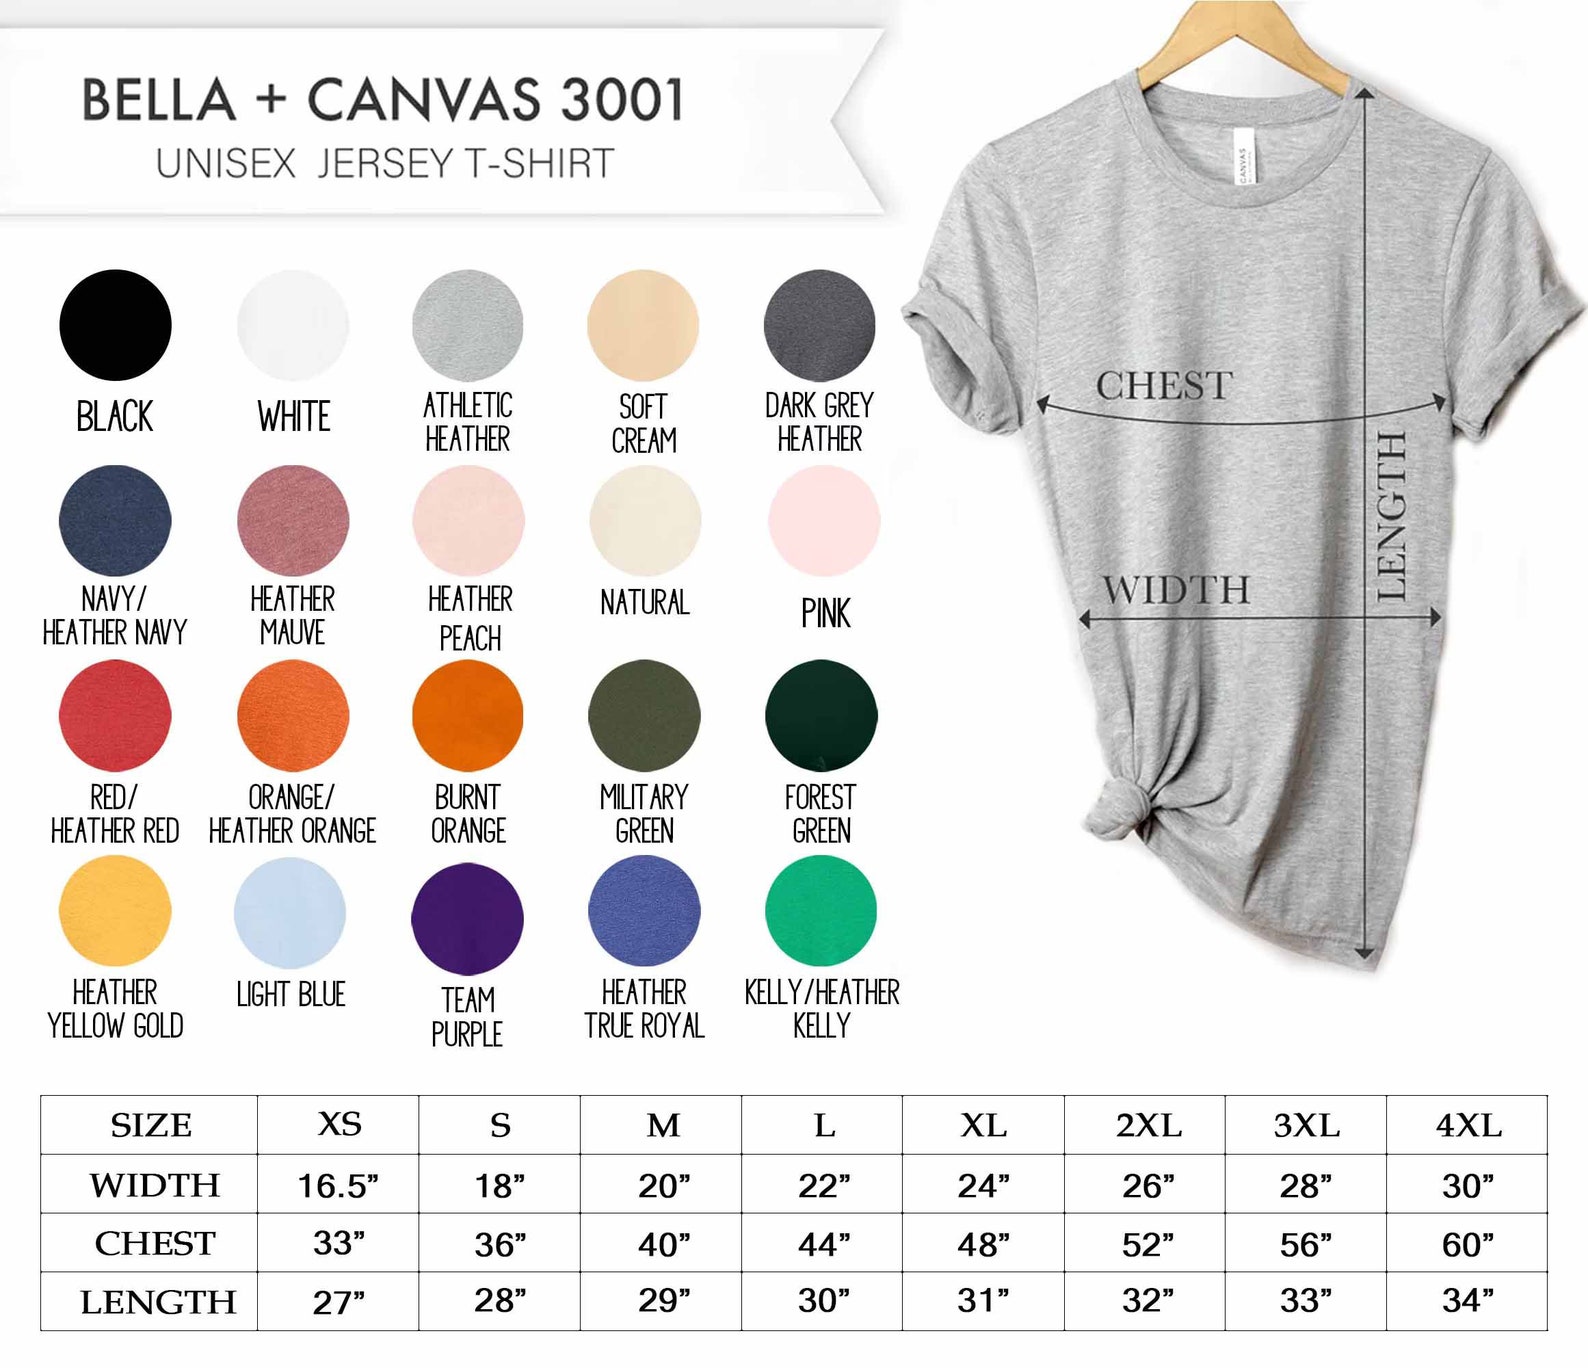 BELLA + CANVAS 3001
UNISEX JERSEY T-SHIRT
CANVAS
CHEST
LENGTH
WIDTH
BLACK
WHITE
ATHLETIC
HEATHER
SOFT
CREAM
DARK GREY
HEATHER
NAVY/
HEATHER NAVY
HEATHER
MAUVE
HEATHER
PEACH
NATURAL
PINK
RED/
HEATHER RED
ORANGE/
HEATHER ORANGE
BURNT
ORANGE
MILITARY
GREEN
FOREST
GREEN
HEATHER
YELLOW GOLD
LIGHT BLUE
TEAM
PURPLE
HEATHER
TRUE ROYAL
KELLY/HEATHER
KELLY
SIZE XS S M L XL 2XL 3XL 4XL
WIDTH 16.5” 18” 20” 22” 24” 26” 28” 30”
CHEST 33” 36” 40” 44” 48” 52” 56” 60”
LENGTH 27” 28” 29” 30” 31” 32” 33” 34”